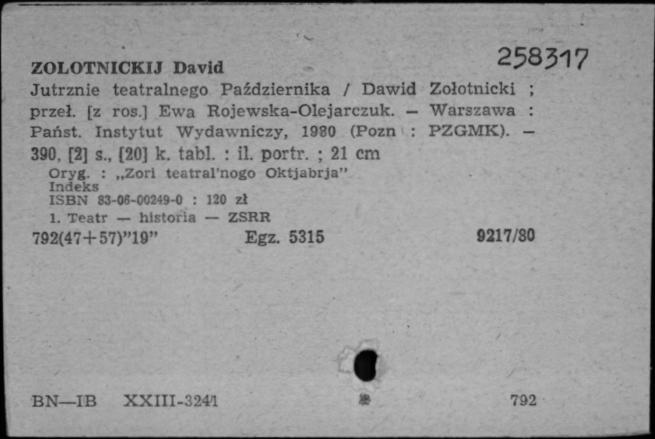 258317
ZOLOTNICKIJ David
Jutrznie teatralnego Października / Dawid Zołotnicki ;
przeł. [z ros.] Ewa Rojewska-Olejarczuk. — Warszawa :
Państ. Instytut Wydawniczy, 1980 (Pozn : PZGMK). —
390, [2] s., [20] k. tabl. : il. portr. ; 21 cm
Oryg. : „Zori teatral'nogo Oktjabrja"
Indeks
ISBN 83-06-00249-0 : 120 zł
1. Teatr — historia — ZSRR
792(47+57)"19" Egz. 5315 9217/80
BN—IB XXIII-3241 792